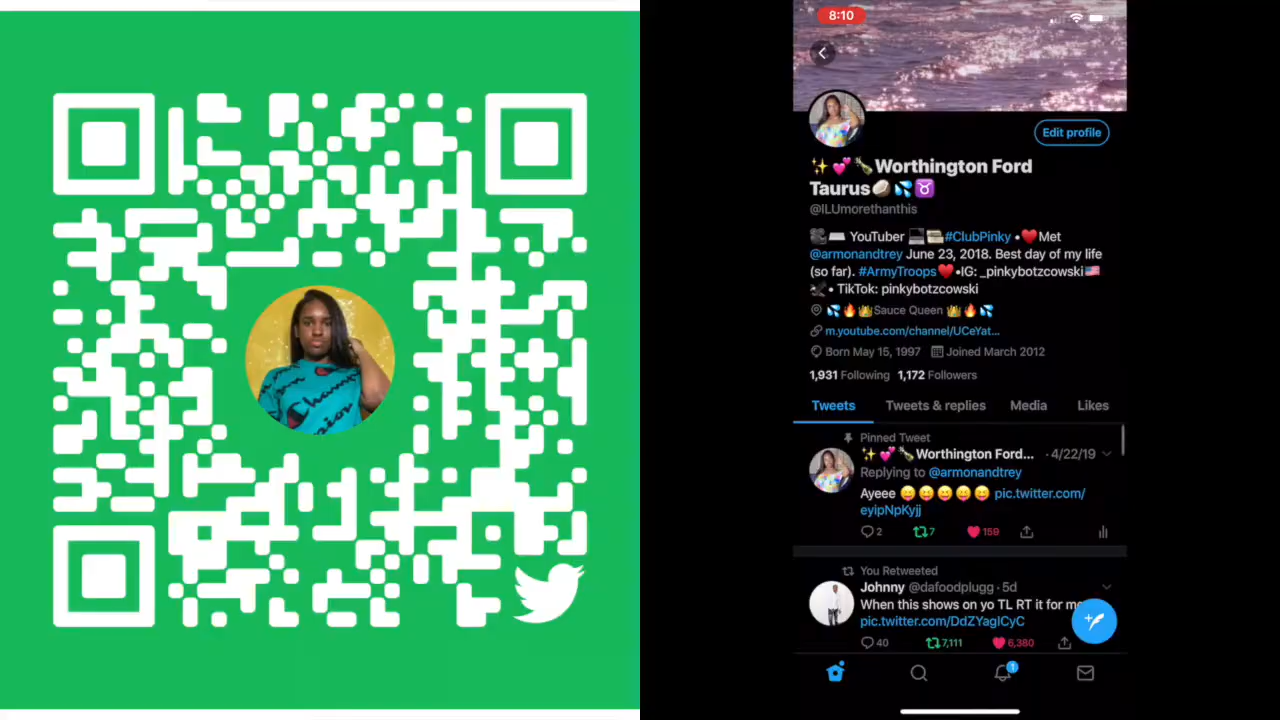 8:10
Edit profile
✨💕🍾Worthington Ford
Taurus🥔💦♉
@ILUmorethanthis
🎥⌨️ YouTuber 💻📼#ClubPinky •❤️Met
@armonandtrey June 23, 2018. Best day of my life
(so far). #ArmyTroops❤️•IG: _pinkybotzcowski🇺🇸
• TikTok: pinkybotzcowski
💦🔥👑Sauce Queen 👑🔥💦
m.youtube.com/channel/UCeYat...
Born May 15, 1997 Joined March 2012
1,931 Following 1,172 Followers
Tweets Tweets & replies Media Likes
Pinned Tweet
✨💕🍾Worthington Ford... · 4/22/19
Replying to @armonandtrey
Ayeee 😛😛😛😛😛 pic.twitter.com/
eyipNpKyjj
2 7 159
You Retweeted
Johnny @dafoodplugg · 5d
When this shows on yo TL RT it for
pic.twitter.com/DdZYagICyC
40 7,111 6,380
1